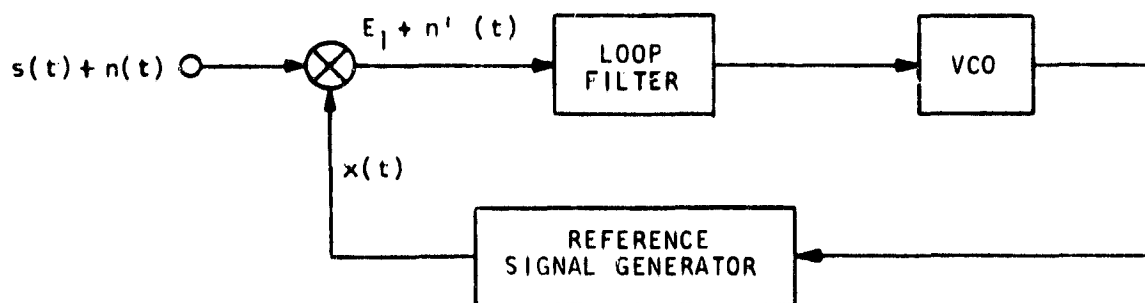 E1 + n' (t)
s(t) + n(t)
LOOP
FILTER
VCO
x(t)
REFERENCE
SIGNAL GENERATOR